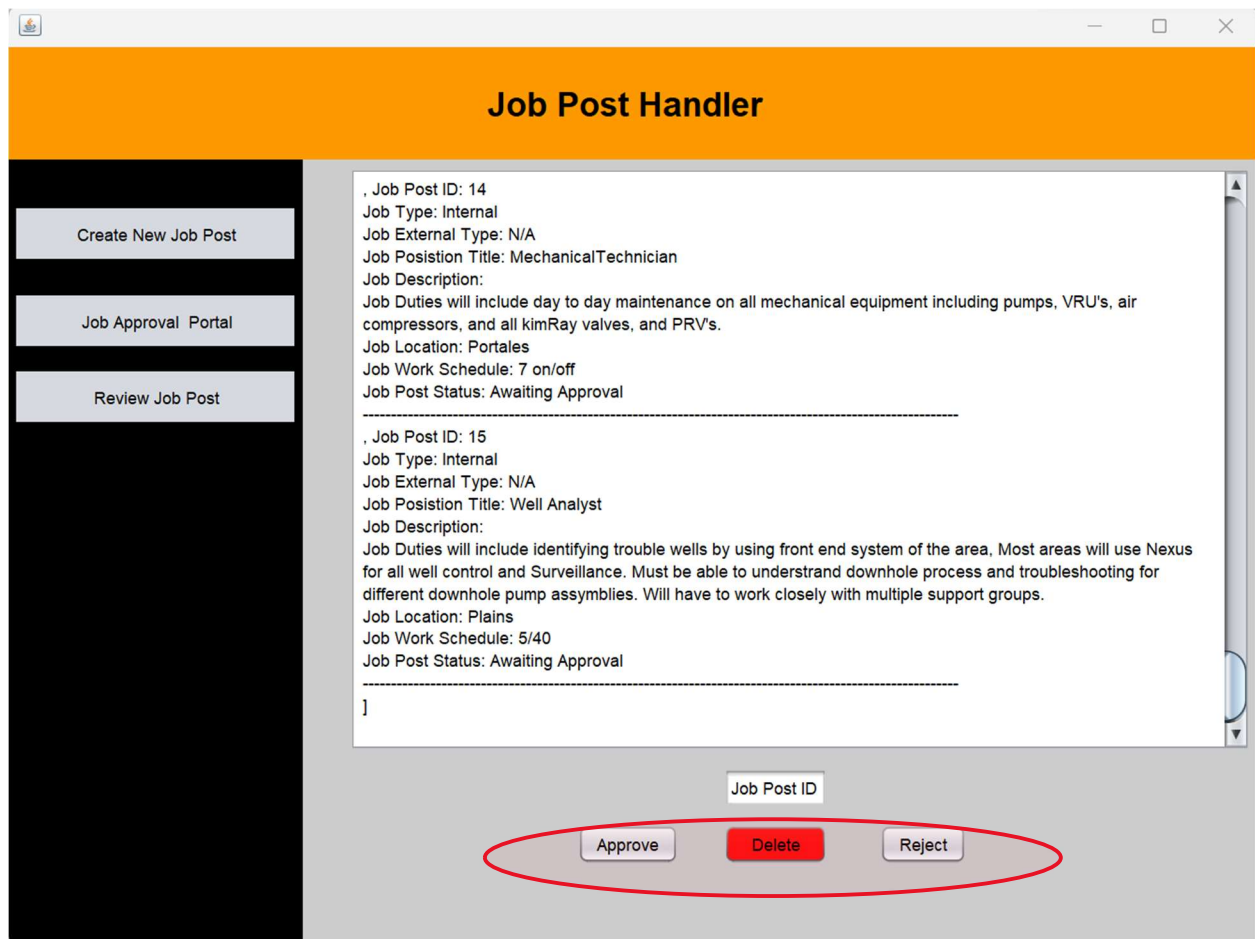 Job Post Handler
Create New Job Post
Job Approval  Portal
Review Job Post
, Job Post ID: 14
Job Type: Internal
Job External Type: N/A
Job Posistion Title: MechanicalTechnician
Job Description:
Job Duties will include day to day maintenance on all mechanical equipment including pumps, VRU's, air
compressors, and all kimRay valves, and PRV's.
Job Location: Portales
Job Work Schedule: 7 on/off
Job Post Status: Awaiting Approval
------------------------------------------------------------------------------------------------------------
, Job Post ID: 15
Job Type: Internal
Job External Type: N/A
Job Posistion Title: Well Analyst
Job Description:
Job Duties will include identifying trouble wells by using front end system of the area, Most areas will use Nexus
for all well control and Surveillance. Must be able to understrand downhole process and troubleshooting for
different downhole pump assymblies. Will have to work closely with multiple support groups.
Job Location: Plains
Job Work Schedule: 5/40
Job Post Status: Awaiting Approval
------------------------------------------------------------------------------------------------------------
]
Job Post ID
Approve
Delete
Reject